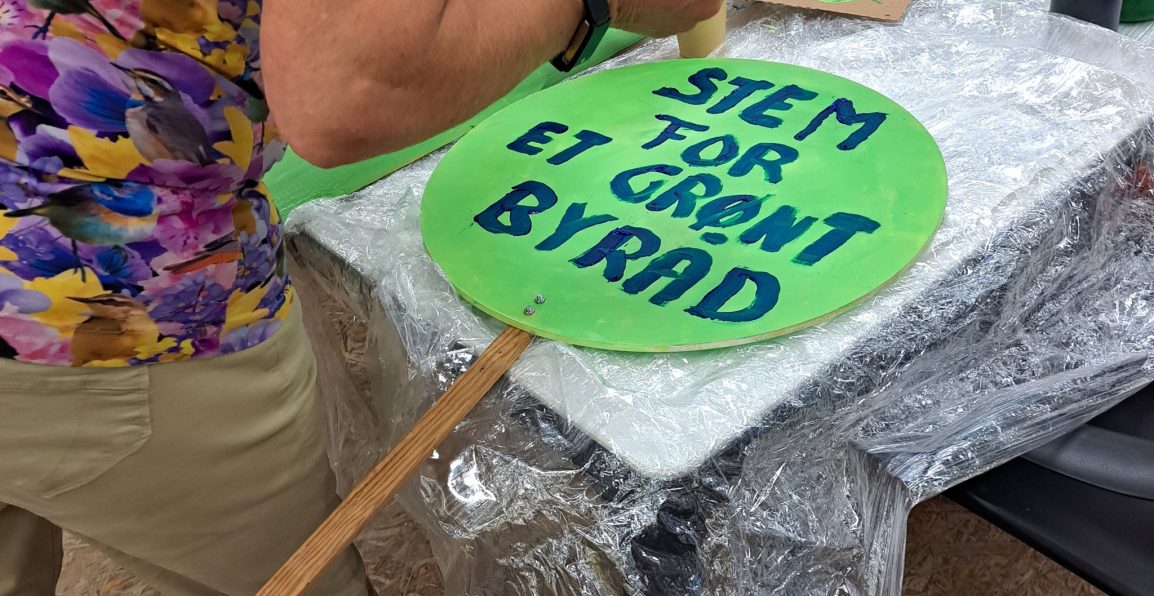 STEM
FOR
ET GRØNT
BYRÅD